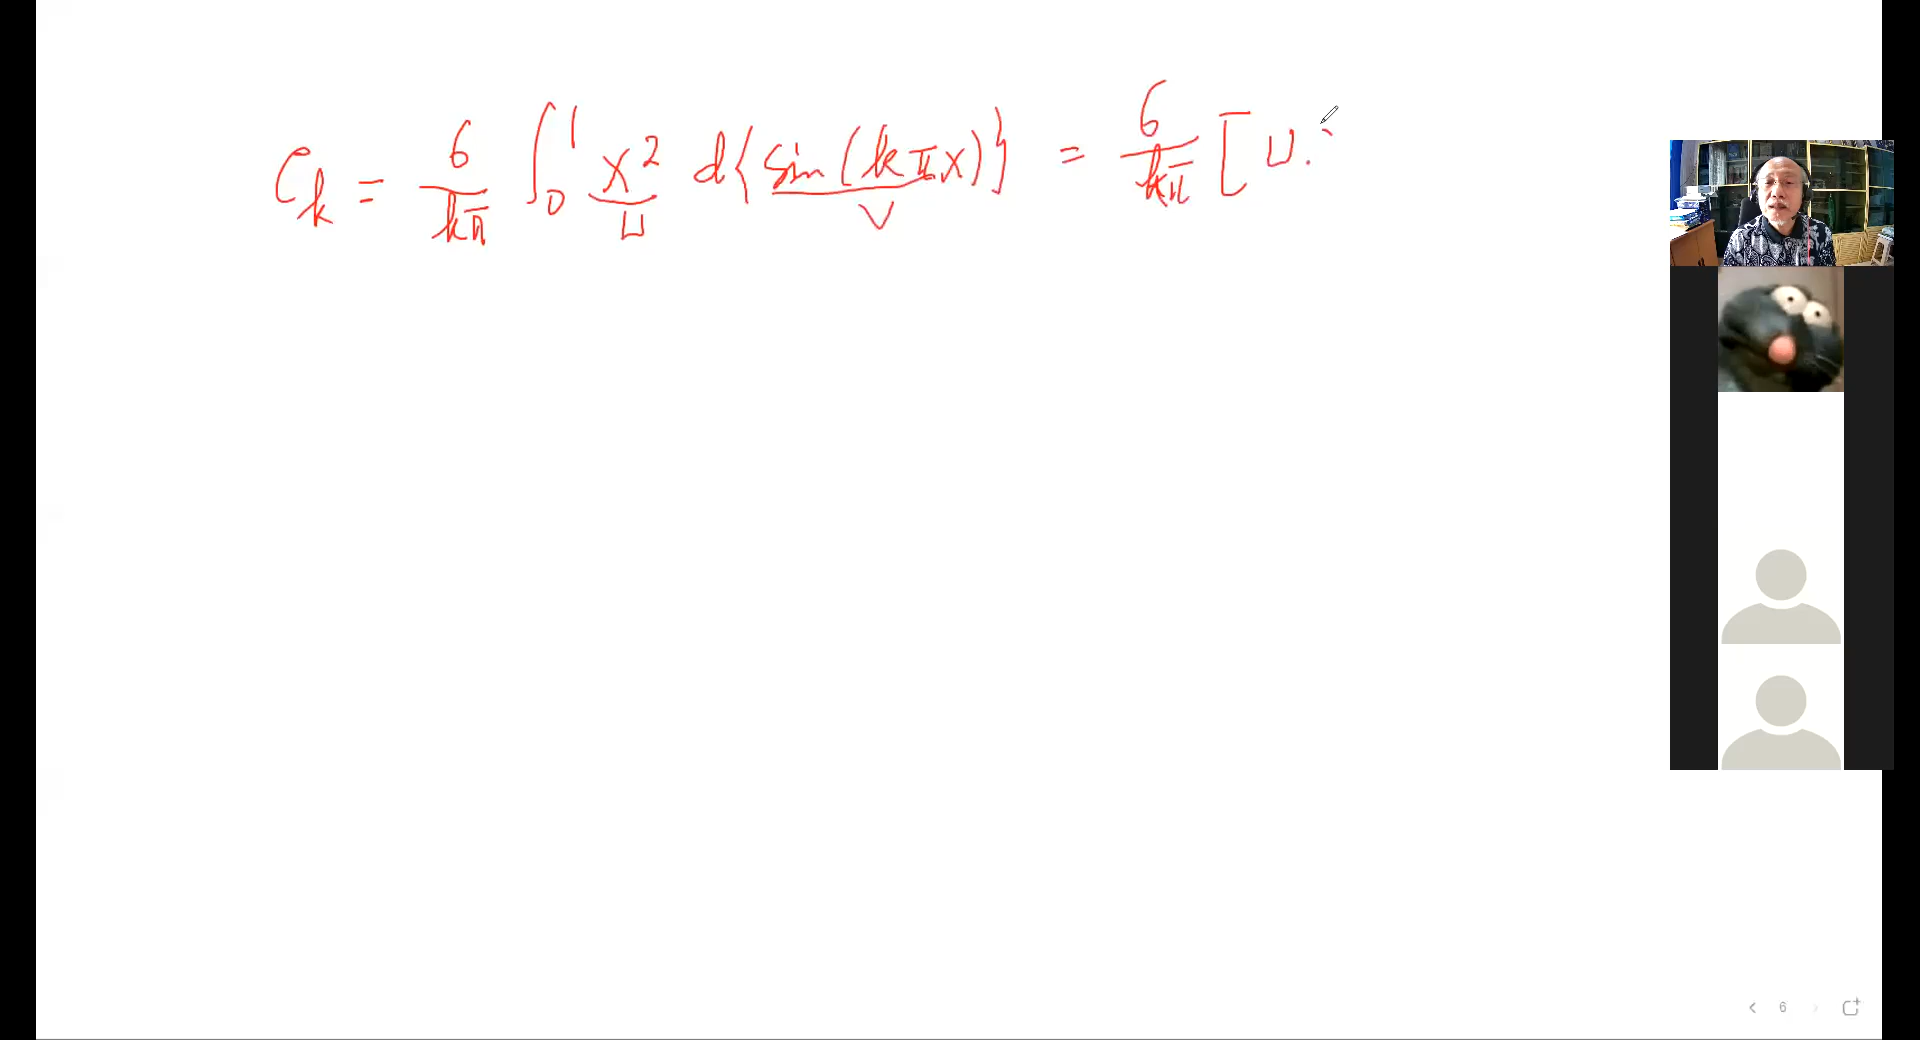 C_k = 6/kπ ∫_0^1 x^2 d{sin(kπx)} = 6/kπ [ U.
U V
6